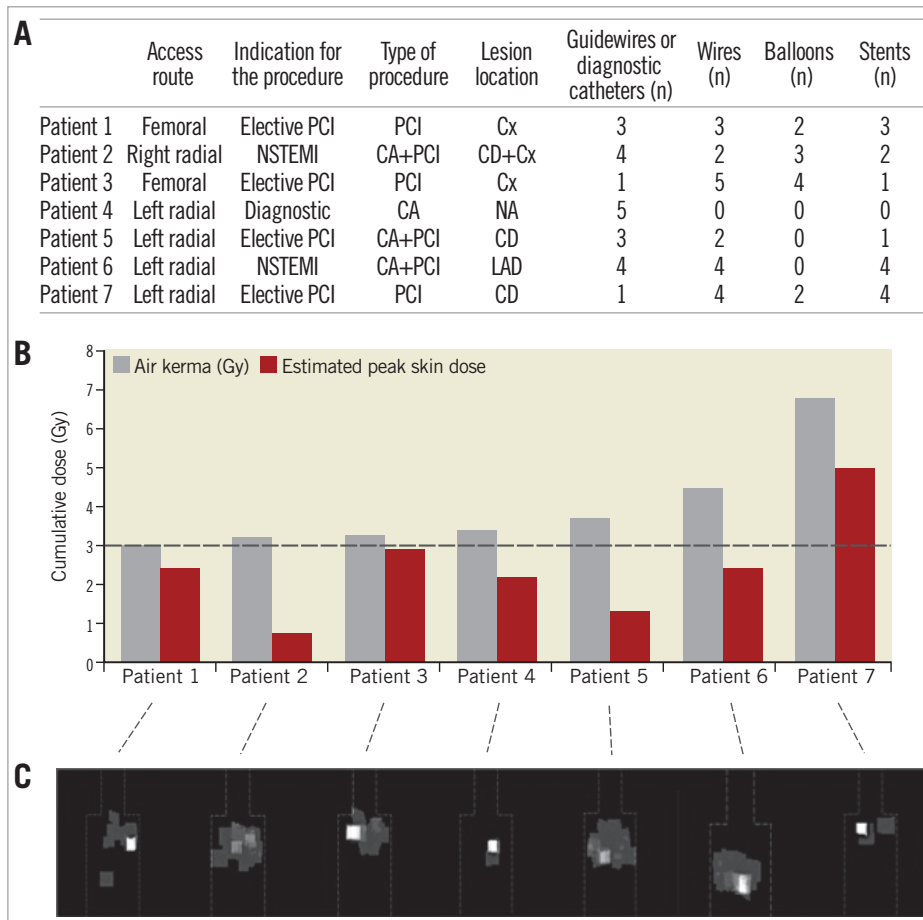 A
Access route Indication for the procedure Type of procedure Lesion location Guidewires or diagnostic catheters (n) Wires (n) Balloons (n) Stents (n)
Patient 1 Femoral Elective PCI PCI Cx 3 3 2 3
Patient 2 Right radial NSTEMI CA+PCI CD+Cx 4 2 3 2
Patient 3 Femoral Elective PCI PCI Cx 1 5 4 1
Patient 4 Left radial Diagnostic CA NA 5 0 0 0
Patient 5 Left radial Elective PCI CA+PCI CD 3 2 0 1
Patient 6 Left radial NSTEMI CA+PCI LAD 4 4 0 4
Patient 7 Left radial Elective PCI PCI CD 1 4 2 4
B
Cumulative dose (Gy)
8
7
6
5
4
3
2
1
0
Air kerma (Gy) Estimated peak skin dose
Patient 1 Patient 2 Patient 3 Patient 4 Patient 5 Patient 6 Patient 7
C